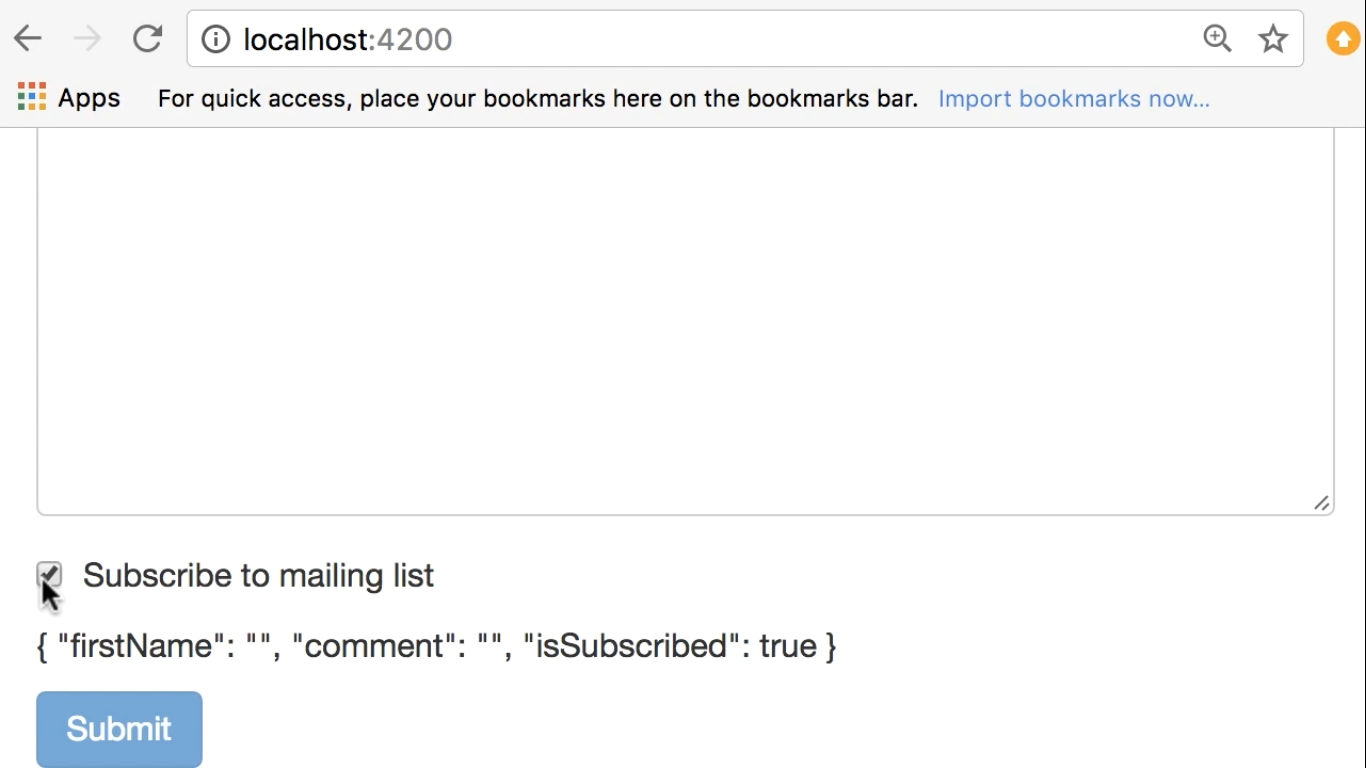 localhost:4200
Apps For quick access, place your bookmarks here on the bookmarks bar. Import bookmarks now...
Subscribe to mailing list
{ "firstName": "", "comment": "", "isSubscribed": true }
Submit